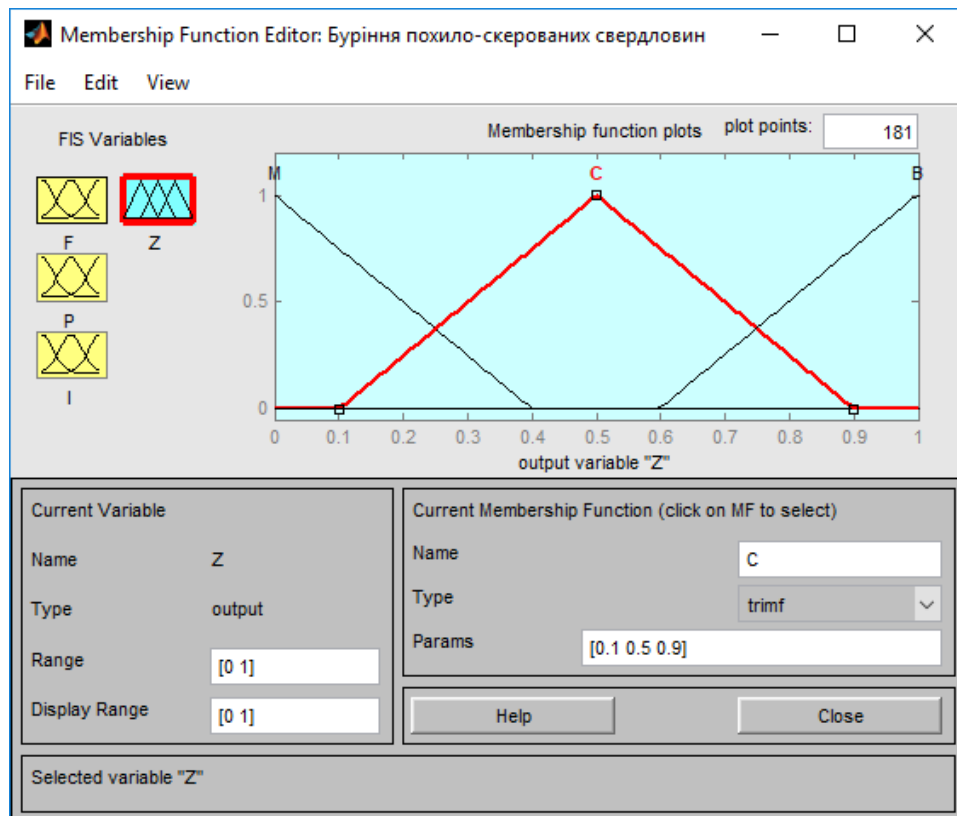 Membership Function Editor: Буріння похило-скерованих свердловин
File Edit View
FIS Variables
F
Z
P
I
Membership function plots
plot points:
181
M
C
B
1
0.5
0
0 0.1 0.2 0.3 0.4 0.5 0.6 0.7 0.8 0.9 1
output variable "Z"
Current Variable
Name Z
Type output
Range [0 1]
Display Range [0 1]
Current Membership Function (click on MF to select)
Name C
Type trimf
Params [0.1 0.5 0.9]
Help
Close
Selected variable "Z"